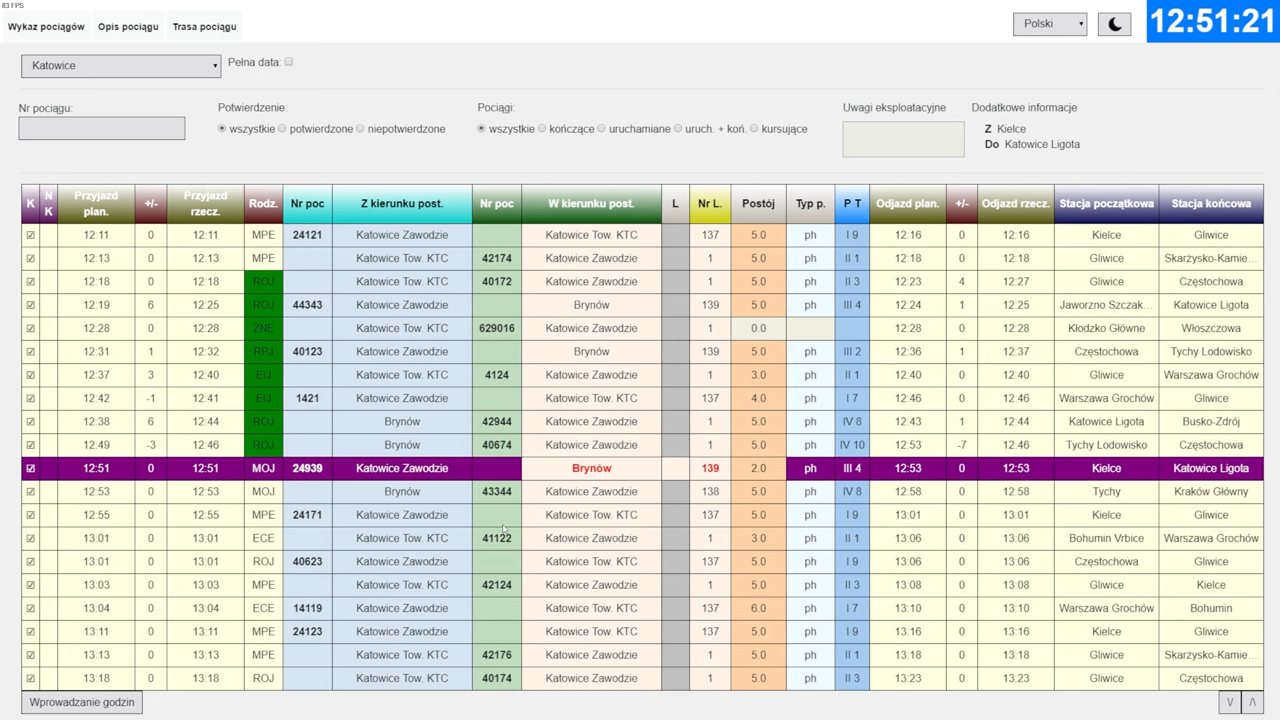 83 FPS
Wykaz pociągów Opis pociągu Trasa pociągu Polski 12:51:21
Katowice Pełna data:
Nr pociągu: Potwierdzenie: Pociągi: Uwagi eksploatacyjne Dodatkowe informacje
wszystkie potwierdzone niepotwierdzone wszystkie kończące uruchamiane uruch. + koń. kursujące Z Kielce
Do Katowice Ligota
K N K Przyjazd plan. +/- Przyjazd rzecz. Rodz. Nr poc Z kierunku post. Nr poc W kierunku post. L Nr L. Postój Typ p. P T Odjazd plan. +/- Odjazd rzecz. Stacja początkowa Stacja końcowa
12:11 0 12:11 MPE 24121 Katowice Zawodzie Katowice Tow. KTC 137 5.0 ph I 9 12:16 0 12:16 Kielce Gliwice
12:13 0 12:13 MPE Katowice Tow. KTC 42174 Katowice Zawodzie 1 5.0 ph II 1 12:18 0 12:18 Gliwice Skarżysko-Kamie...
12:18 0 12:18 ROJ Katowice Tow. KTC 40172 Katowice Zawodzie 1 5.0 ph II 3 12:23 4 12:27 Gliwice Częstochowa
12:19 6 12:25 ROJ 44343 Katowice Zawodzie Brynów 139 5.0 ph III 4 12:24 1 12:25 Jaworzno Szczak... Katowice Ligota
12:28 0 12:28 ZNE Katowice Tow. KTC 629016 Katowice Zawodzie 1 0.0 12:28 0 12:28 Kłodzko Główne Włoszczowa
12:31 1 12:32 RPJ 40123 Katowice Zawodzie Brynów 139 5.0 ph III 2 12:36 1 12:37 Częstochowa Tychy Lodowisko
12:37 3 12:40 EIJ Katowice Tow. KTC 4124 Katowice Zawodzie 1 3.0 ph II 1 12:40 0 12:40 Gliwice Warszawa Grochów
12:42 -1 12:41 EIJ 1421 Katowice Zawodzie Katowice Tow. KTC 137 4.0 ph I 7 12:46 0 12:46 Warszawa Grochów Gliwice
12:38 6 12:44 ROJ Brynów 42944 Katowice Zawodzie 1 5.0 ph IV 8 12:43 1 12:44 Katowice Ligota Busko-Zdrój
12:49 -3 12:46 ROJ Brynów 40674 Katowice Zawodzie 1 5.0 ph IV 10 12:53 -7 12:46 Tychy Lodowisko Częstochowa
12:51 0 12:51 MOJ 24939 Katowice Zawodzie Brynów 139 2.0 ph III 4 12:53 0 12:53 Kielce Katowice Ligota
12:53 0 12:53 MOJ Brynów 43344 Katowice Zawodzie 138 5.0 ph IV 8 12:58 0 12:58 Tychy Kraków Główny
12:55 0 12:55 MPE 24171 Katowice Zawodzie Katowice Tow. KTC 137 5.0 ph I 9 13:01 0 13:01 Kielce Gliwice
13:01 0 13:01 ECE Katowice Tow. KTC 41122 Katowice Zawodzie 1 3.0 ph II 1 13:06 0 13:06 Bohumin Vrbice Warszawa Grochów
13:01 0 13:01 ROJ 40623 Katowice Zawodzie Katowice Tow. KTC 137 5.0 ph I 9 13:06 0 13:06 Częstochowa Gliwice
13:03 0 13:03 MPE Katowice Tow. KTC 42124 Katowice Zawodzie 1 5.0 ph II 3 13:08 0 13:08 Gliwice Kielce
13:04 0 13:04 ECE 14119 Katowice Zawodzie Katowice Tow. KTC 137 6.0 ph I 7 13:10 0 13:10 Warszawa Grochów Bohumin
13:11 0 13:11 MPE 24123 Katowice Zawodzie Katowice Tow. KTC 137 5.0 ph I 9 13:16 0 13:16 Kielce Gliwice
13:13 0 13:13 MPE Katowice Tow. KTC 42176 Katowice Zawodzie 1 5.0 ph II 1 13:18 0 13:18 Gliwice Skarżysko-Kamie...
13:18 0 13:18 ROJ Katowice Tow. KTC 40174 Katowice Zawodzie 1 5.0 ph II 3 13:23 0 13:23 Gliwice Częstochowa
Wprowadzanie godzin V /\